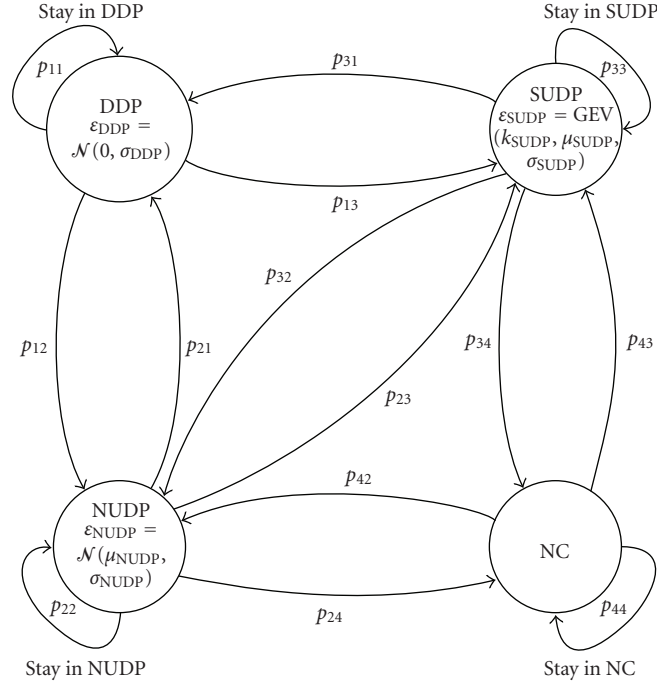 Stay in DDP
Stay in SUDP
p11
p31
p33
DDP
εDDP =
𝒩(0, σDDP)
SUDP
εSUDP = GEV
(kSUDP, μSUDP,
σSUDP)
p13
p32
p12
p21
p34
p43
p23
p42
NUDP
εNUDP =
𝒩(μNUDP,
σNUDP)
NC
p22
p24
p44
Stay in NUDP
Stay in NC